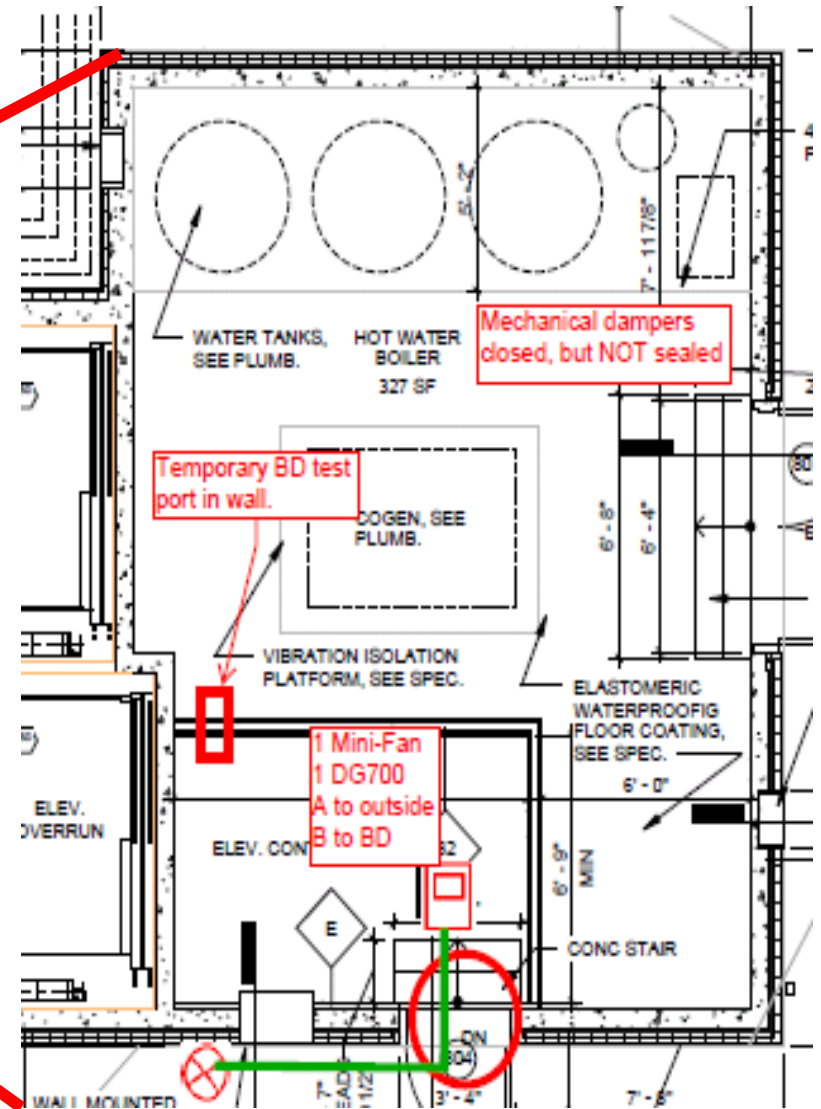 5' - 2"
7' - 11 7/8"
WATER TANKS,
SEE PLUMB.
HOT WATER
BOILER
327 SF
Mechanical dampers
closed, but NOT sealed
Temporary BD test
port in wall.
COGEN, SEE
PLUMB.
6' - 8"
6' - 4"
VIBRATION ISOLATION
PLATFORM, SEE SPEC.
ELASTOMERIC
WATERPROOFIG
FLOOR COATING,
SEE SPEC.
1 Mini-Fan
1 DG700
A to outside
B to BD
6' - 0"
ELEV.
OVERRUN
ELEV. CONT
6' - 9"
MIN
E
CONC STAIR
DN
304
WALL MOUNTED
3' - 4"
7' - 8"